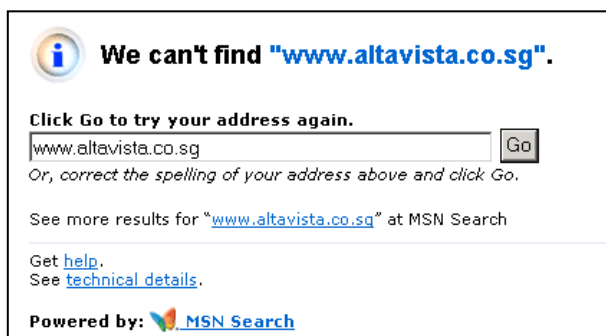 We can't find "www.altavista.co.sg".
Click Go to try your address again.
www.altavista.co.sg Go
Or, correct the spelling of your address above and click Go.
See more results for "www.altavista.co.sg" at MSN Search
Get help.
See technical details.
Powered by: MSN Search